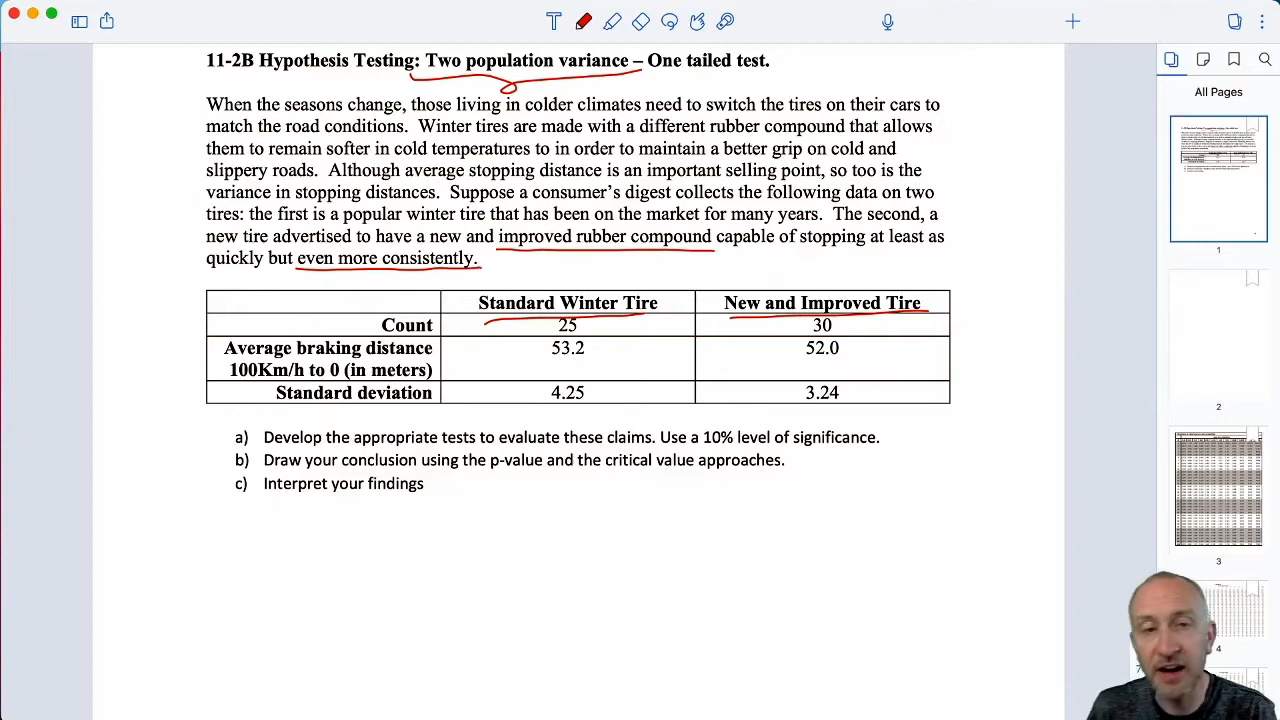 11-2B Hypothesis Testing: Two population variance – One tailed test.
When the seasons change, those living in colder climates need to switch the tires on their cars to
match the road conditions. Winter tires are made with a different rubber compound that allows
them to remain softer in cold temperatures to in order to maintain a better grip on cold and
slippery roads. Although average stopping distance is an important selling point, so too is the
variance in stopping distances. Suppose a consumer's digest collects the following data on two
tires: the first is a popular winter tire that has been on the market for many years. The second, a
new tire advertised to have a new and improved rubber compound capable of stopping at least as
quickly but even more consistently.
Standard Winter Tire New and Improved Tire
Count 25 30
Average braking distance 53.2 52.0
100Km/h to 0 (in meters)
Standard deviation 4.25 3.24
a) Develop the appropriate tests to evaluate these claims. Use a 10% level of significance.
b) Draw your conclusion using the p-value and the critical value approaches.
c) Interpret your findings
All Pages
1
2
3
4